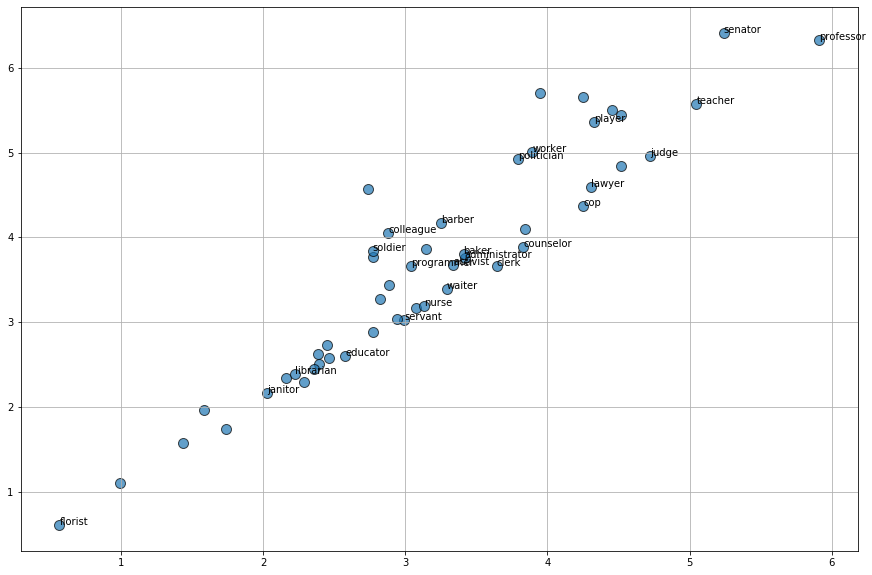 senator
professor
6
teacher
player
5
worker
politician
judge
lawyer
cop
barber
colleague
4
soldier
counselor
baker
administrator
programmer
activist
clerk
waiter
nurse
3
servant
educator
librarian
janitor
2
1
florist
1
2
3
4
5
6